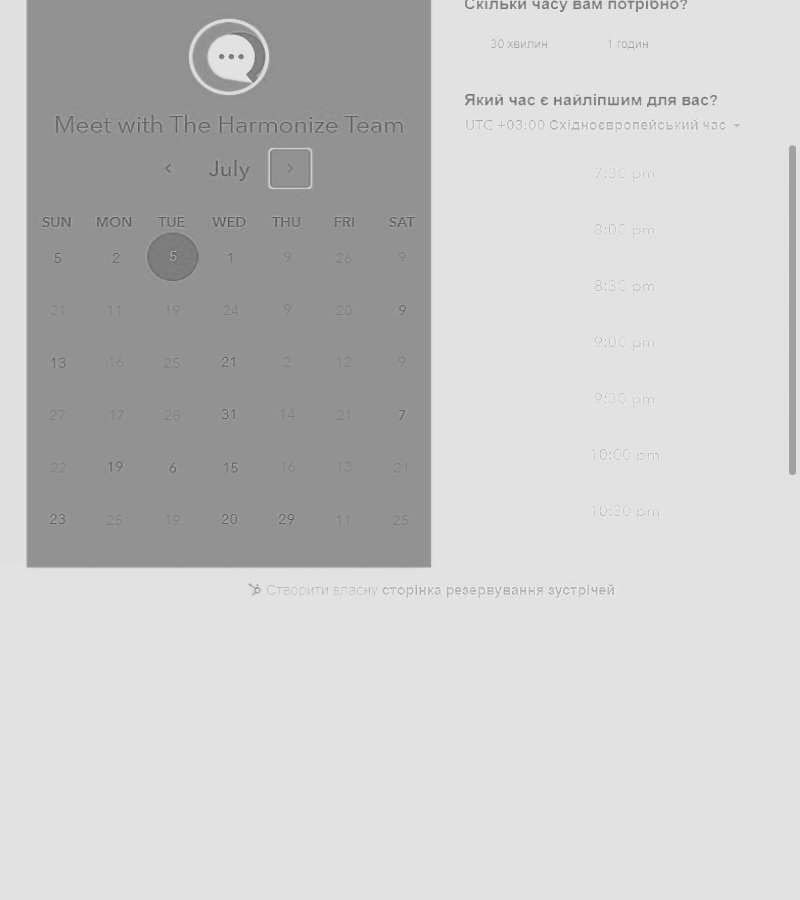 Meet with The Harmonize Team
July
SUN MON TUE WED THU FRI SAT
5 2 5 1 9 26 9
21 11 19 24 9 20 9
13 16 25 21 2 12 9
27 17 28 31 14 21 7
22 19 6 15 16 13 21
23 25 19 20 29 11 25
Скільки часу вам потрібно?
30 хвилин 1 годин
Який час є найліпшим для вас?
UTC +03:00 Східноєвропейський час
7:30 pm
8:00 pm
8:30 pm
9:00 pm
9:30 pm
10:00 pm
10:30 pm
Створити власну сторінка резервування зустрічей